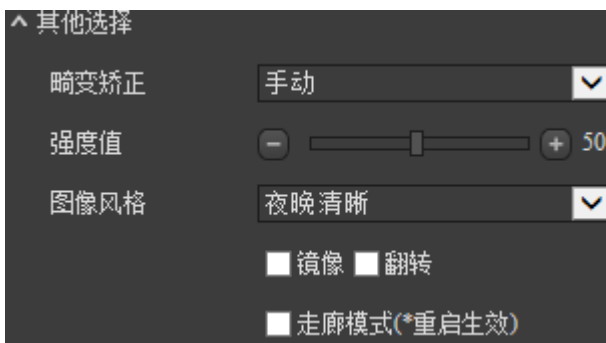 其他选择
畸变矫正 手动
强度值 50
图像风格 夜晚清晰
镜像 翻转
走廊模式(*重启生效)